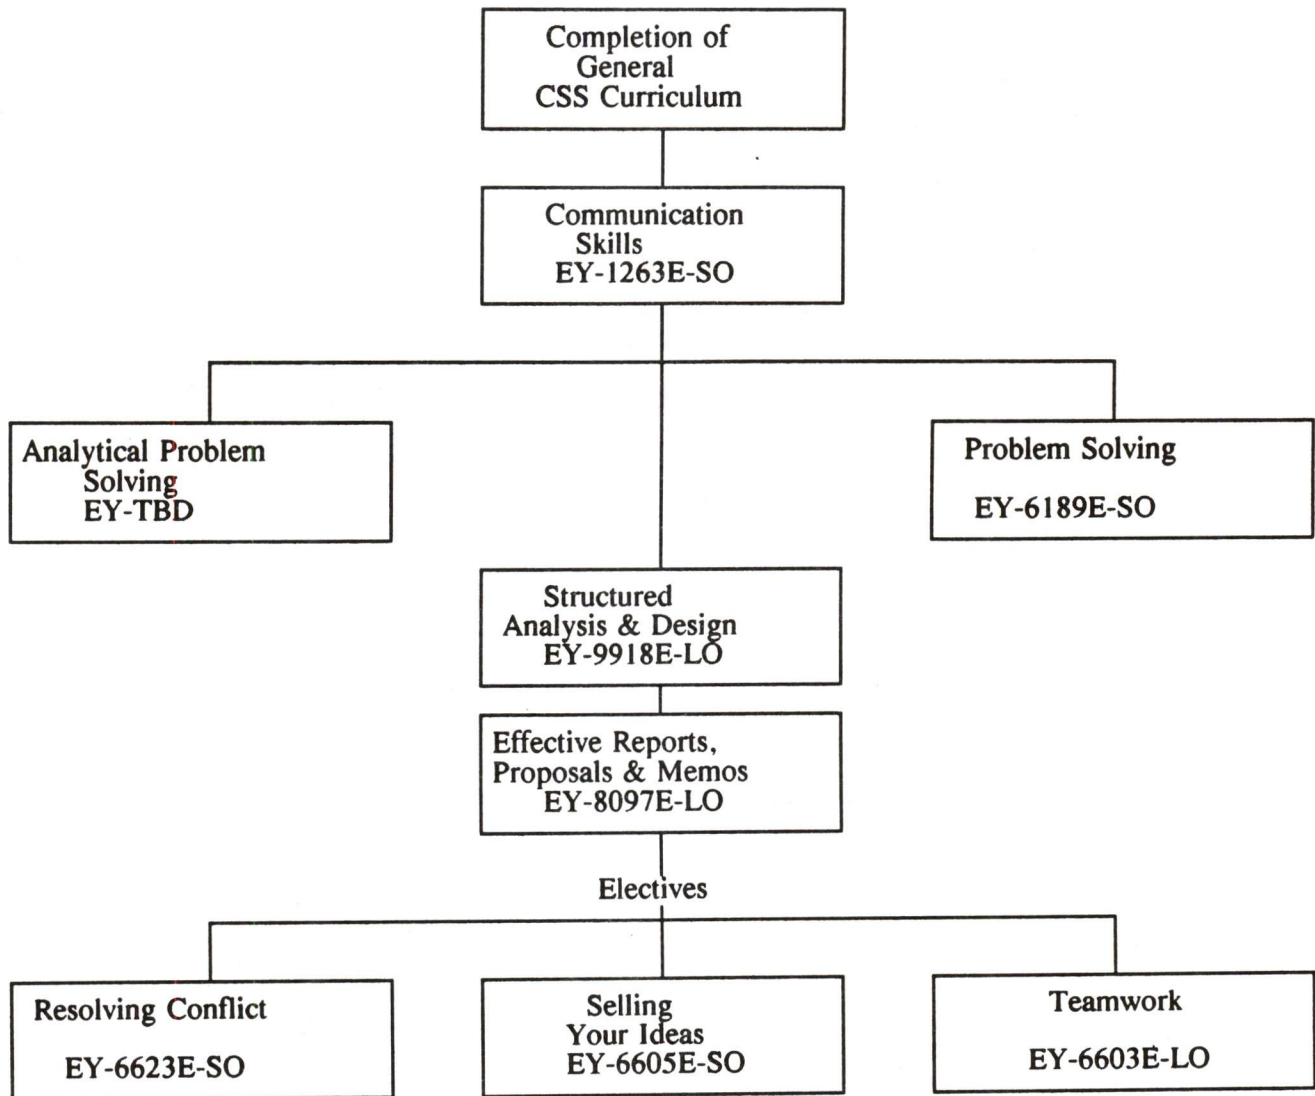 Completion of
General
CSS Curriculum
Communication
Skills
EY-1263E-SO
Analytical Problem
Solving
EY-TBD
Problem Solving
EY-6189E-SO
Structured
Analysis & Design
EY-9918E-LO
Effective Reports,
Proposals & Memos
EY-8097E-LO
Electives
Resolving Conflict
EY-6623E-SO
Selling
Your Ideas
EY-6605E-SO
Teamwork
EY-6603E-LO